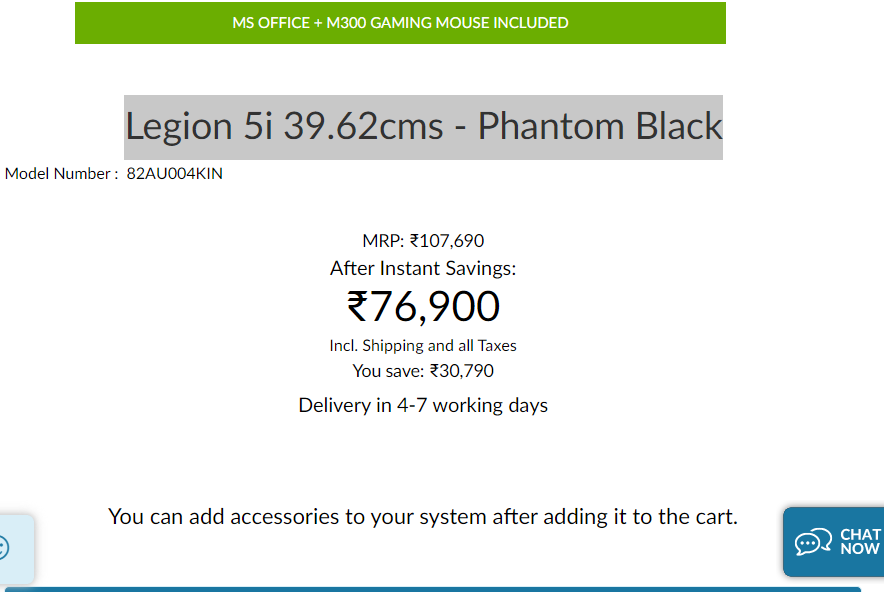 MS OFFICE + M300 GAMING MOUSE INCLUDED
Legion 5i 39.62cms - Phantom Black
Model Number : 82AU004KIN
MRP: ₹107,690
After Instant Savings:
₹76,900
Incl. Shipping and all Taxes
You save: ₹30,790
Delivery in 4-7 working days
You can add accessories to your system after adding it to the cart.
CHAT
NOW